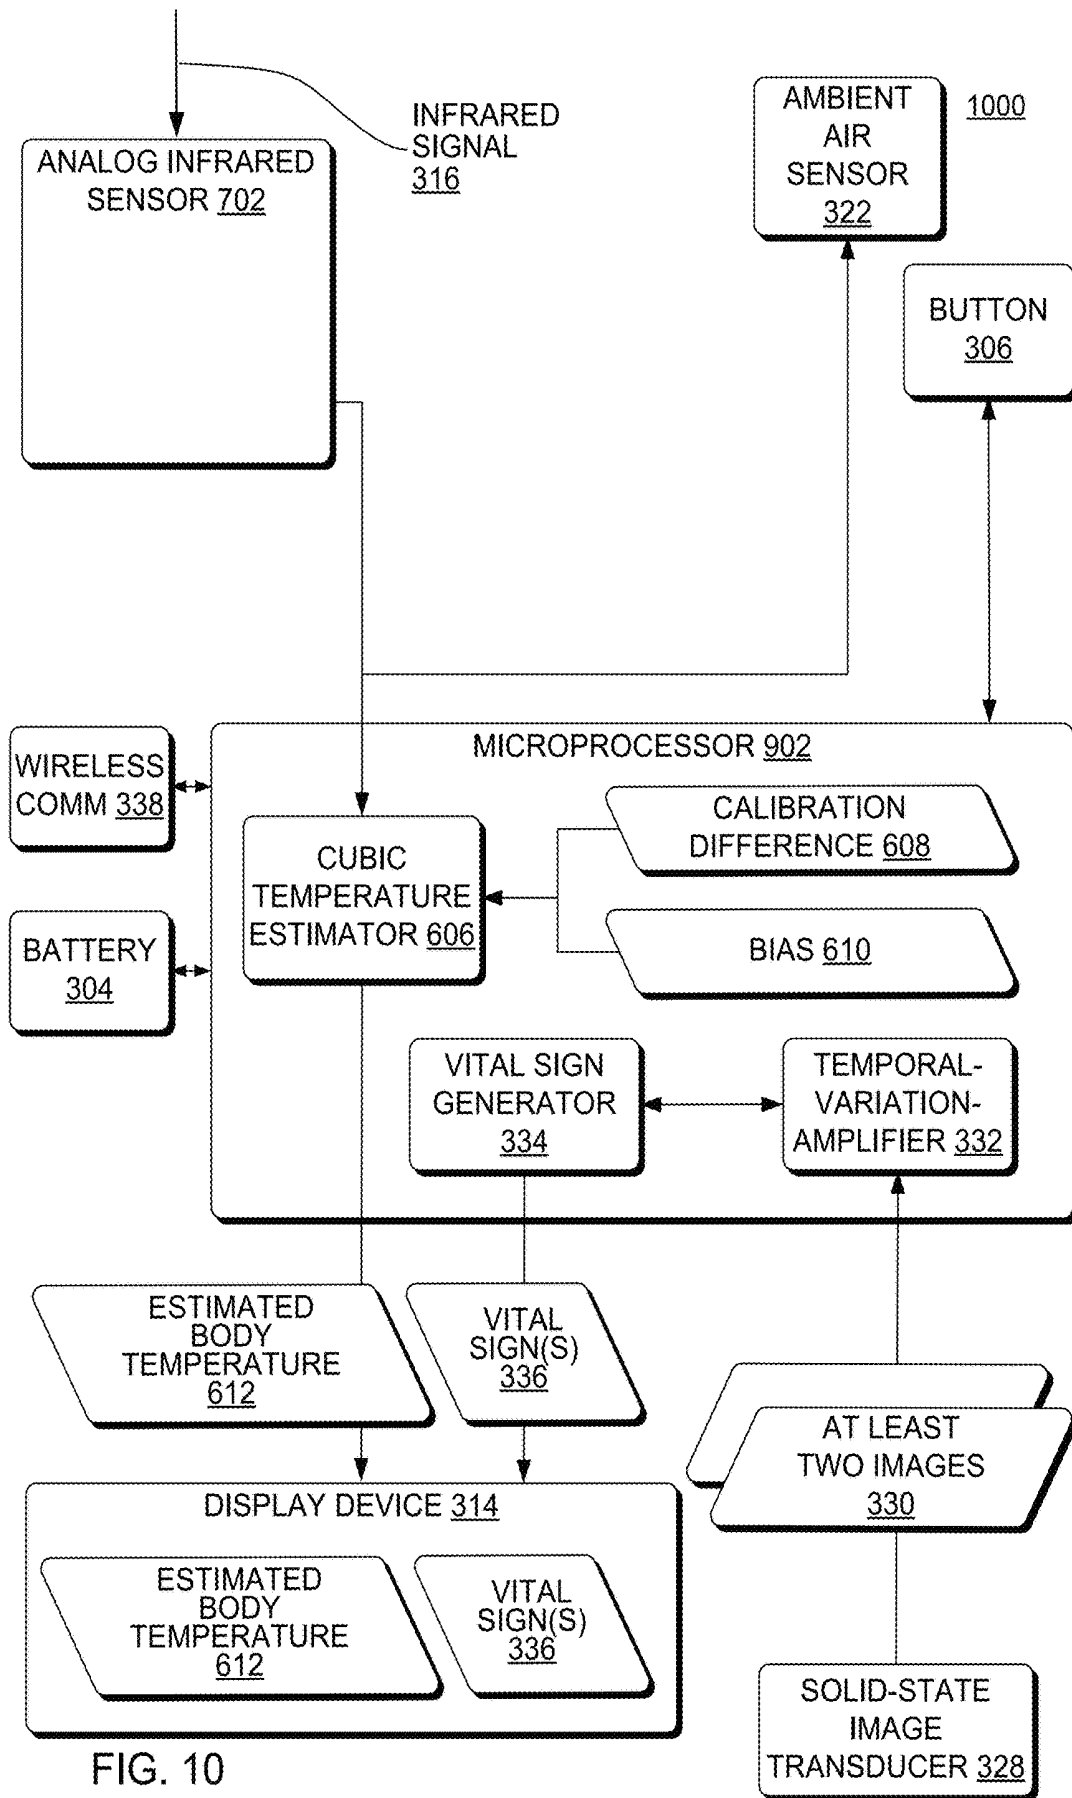 INFRARED
SIGNAL
316
AMBIENT
AIR
SENSOR
322
1000
ANALOG INFRARED
SENSOR 702
BUTTON
306
MICROPROCESSOR 902
WIRELESS
COMM 338
CALIBRATION
DIFFERENCE 608
CUBIC
TEMPERATURE
ESTIMATOR 606
BATTERY
304
BIAS 610
VITAL SIGN
GENERATOR
334
TEMPORAL-
VARIATION-
AMPLIFIER 332
ESTIMATED
BODY
TEMPERATURE
612
VITAL
SIGN(S)
336
AT LEAST
TWO IMAGES
330
DISPLAY DEVICE 314
ESTIMATED
BODY
TEMPERATURE
612
VITAL
SIGN(S)
336
SOLID-STATE
IMAGE
TRANSDUCER 328
FIG. 10